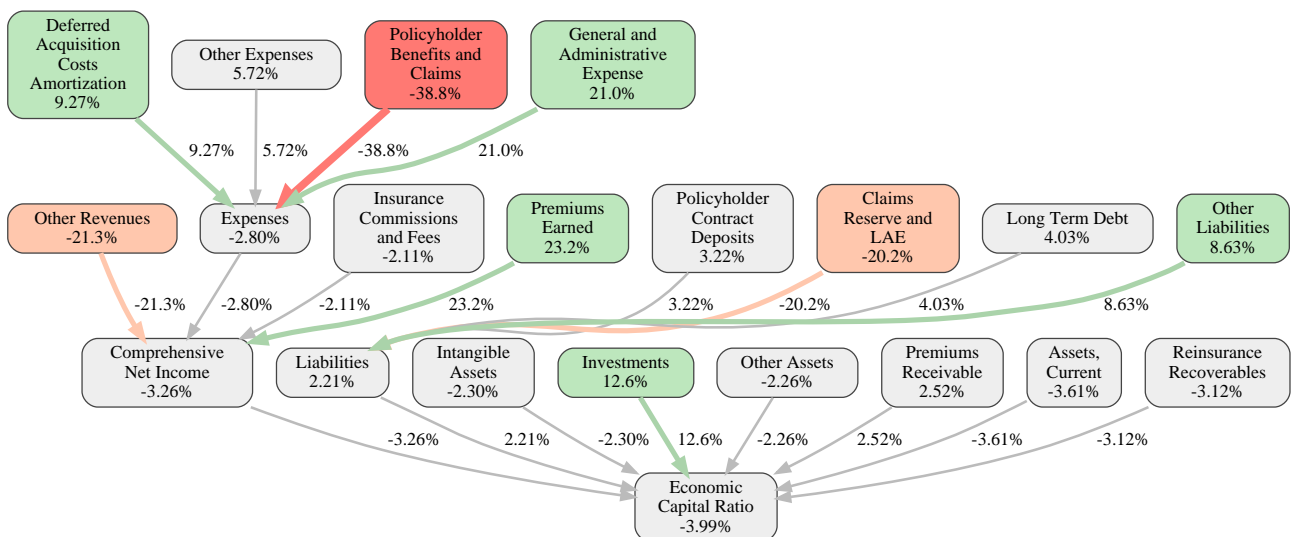 Deferred
Acquisition
Costs
Amortization
9.27%
Other Expenses
5.72%
Policyholder
Benefits and
Claims
-38.8%
General and
Administrative
Expense
21.0%
9.27%
5.72%
-38.8%
21.0%
Other Revenues
-21.3%
Expenses
-2.80%
Insurance
Commissions
and Fees
-2.11%
Premiums
Earned
23.2%
Policyholder
Contract
Deposits
3.22%
Claims
Reserve and
LAE
-20.2%
Long Term Debt
4.03%
Other
Liabilities
8.63%
-21.3%
-2.80%
-2.11%
23.2%
3.22%
-20.2%
4.03%
8.63%
Comprehensive
Net Income
-3.26%
Liabilities
2.21%
Intangible
Assets
-2.30%
Investments
12.6%
Other Assets
-2.26%
Premiums
Receivable
2.52%
Assets,
Current
-3.61%
Reinsurance
Recoverables
-3.12%
-3.26%
2.21%
-2.30%
12.6%
-2.26%
2.52%
-3.61%
-3.12%
Economic
Capital Ratio
-3.99%